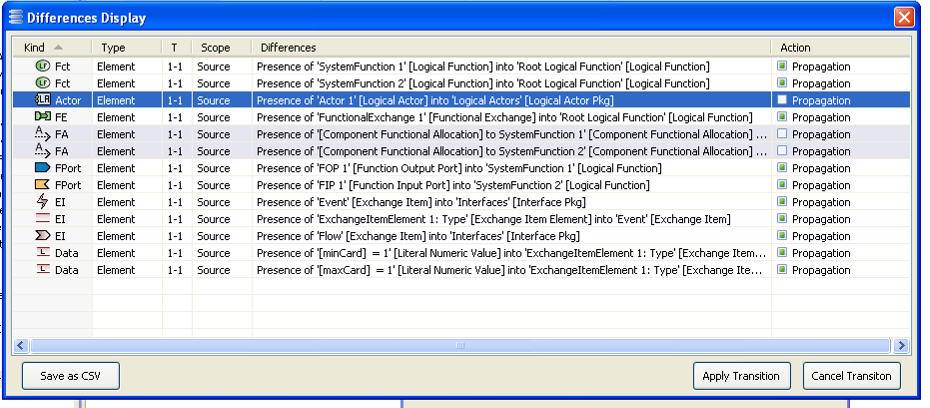 Differences Display
Kind Type T Scope Differences Action
Fct Element 1-1 Source Presence of 'SystemFunction 1' [Logical Function] into 'Root Logical Function' [Logical Function] Propagation
Fct Element 1-1 Source Presence of 'SystemFunction 2' [Logical Function] into 'Root Logical Function' [Logical Function] Propagation
LR Actor Element 1-1 Source Presence of 'Actor 1' [Logical Actor] into 'Logical Actors' [Logical Actor Pkg] Propagation
FE Element 1-1 Source Presence of 'FunctionalExchange 1' [Functional Exchange] into 'Root Logical Function' [Logical Function] Propagation
FA Element 1-1 Source Presence of '[Component Functional Allocation] to SystemFunction 1' [Component Functional Allocation] ... Propagation
FA Element 1-1 Source Presence of '[Component Functional Allocation] to SystemFunction 2' [Component Functional Allocation] ... Propagation
FPort Element 1-1 Source Presence of 'FOP 1' [Function Output Port] into 'SystemFunction 1' [Logical Function] Propagation
FPort Element 1-1 Source Presence of 'FIP 1' [Function Input Port] into 'SystemFunction 2' [Logical Function] Propagation
EI Element 1-1 Source Presence of 'Event' [Exchange Item] into 'Interfaces' [Interface Pkg] Propagation
EI Element 1-1 Source Presence of 'ExchangeItemElement 1: Type' [Exchange Item Element] into 'Event' [Exchange Item] Propagation
EI Element 1-1 Source Presence of 'Flow' [Exchange Item] into 'Interfaces' [Interface Pkg] Propagation
Data Element 1-1 Source Presence of '[minCard] = 1' [Literal Numeric Value] into 'ExchangeItemElement 1: Type' [Exchange Item... Propagation
Data Element 1-1 Source Presence of '[maxCard] = 1' [Literal Numeric Value] into 'ExchangeItemElement 1: Type' [Exchange Ite... Propagation
Save as CSV Apply Transition Cancel Transiton